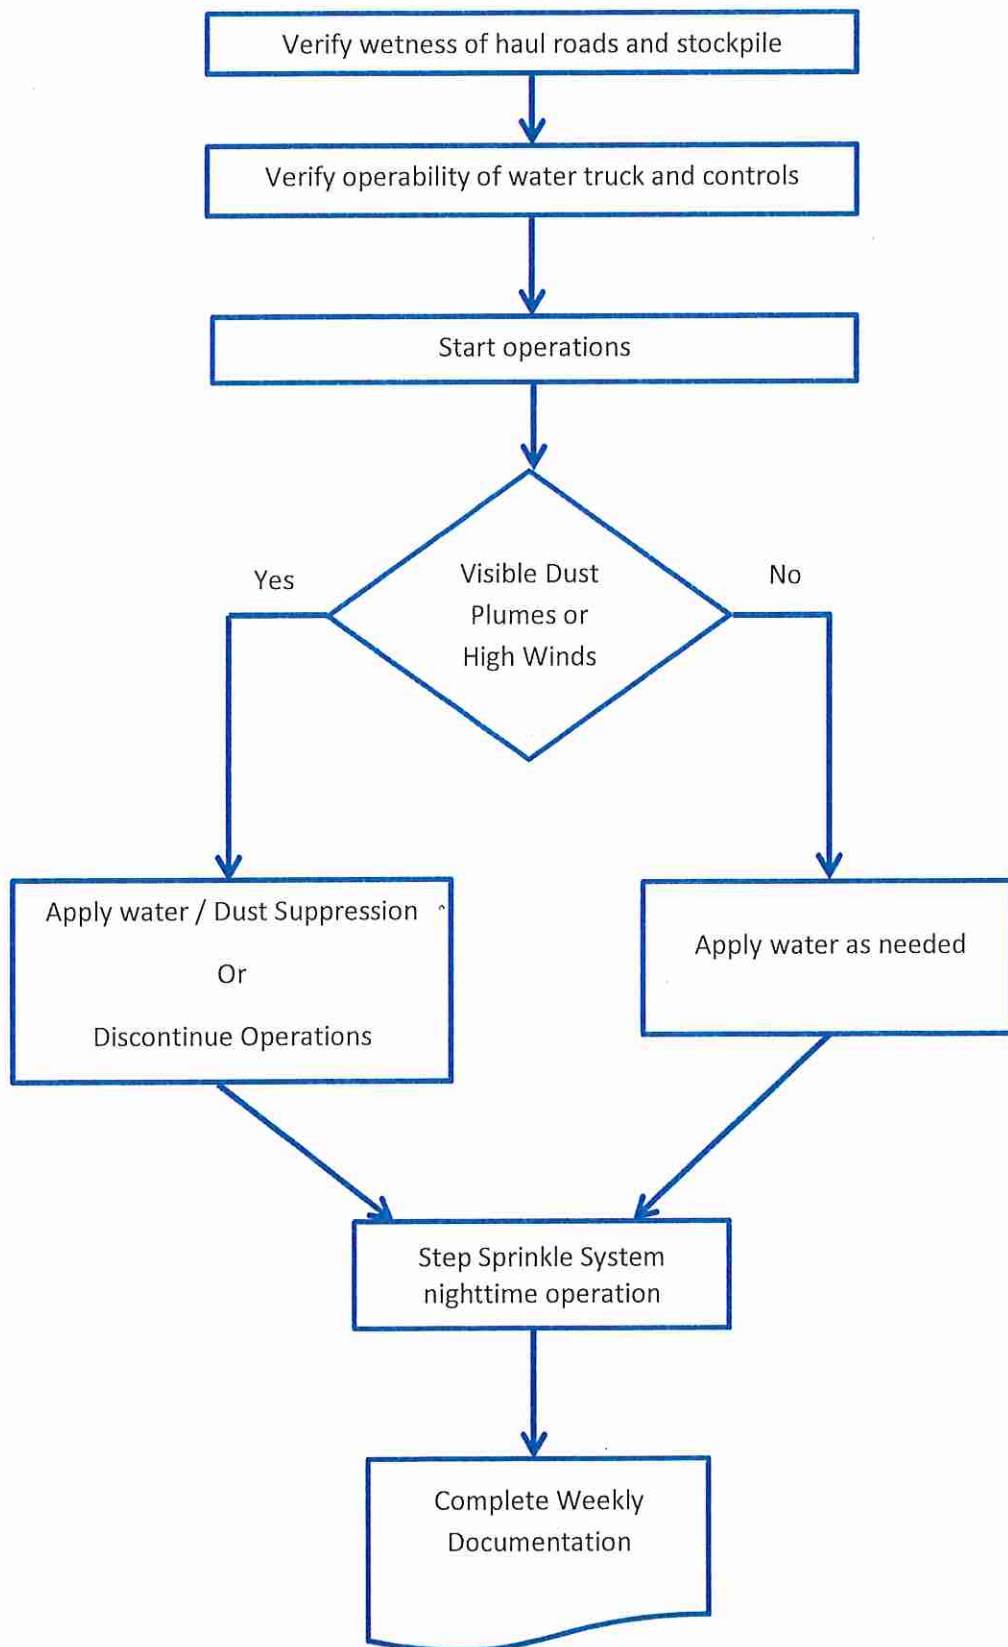 Verify wetness of haul roads and stockpile
Verify operability of water truck and controls
Start operations
Visible Dust
Plumes or
High Winds
Yes
No
Apply water / Dust Suppression
Or
Discontinue Operations
Apply water as needed
Step Sprinkle System
nighttime operation
Complete Weekly
Documentation